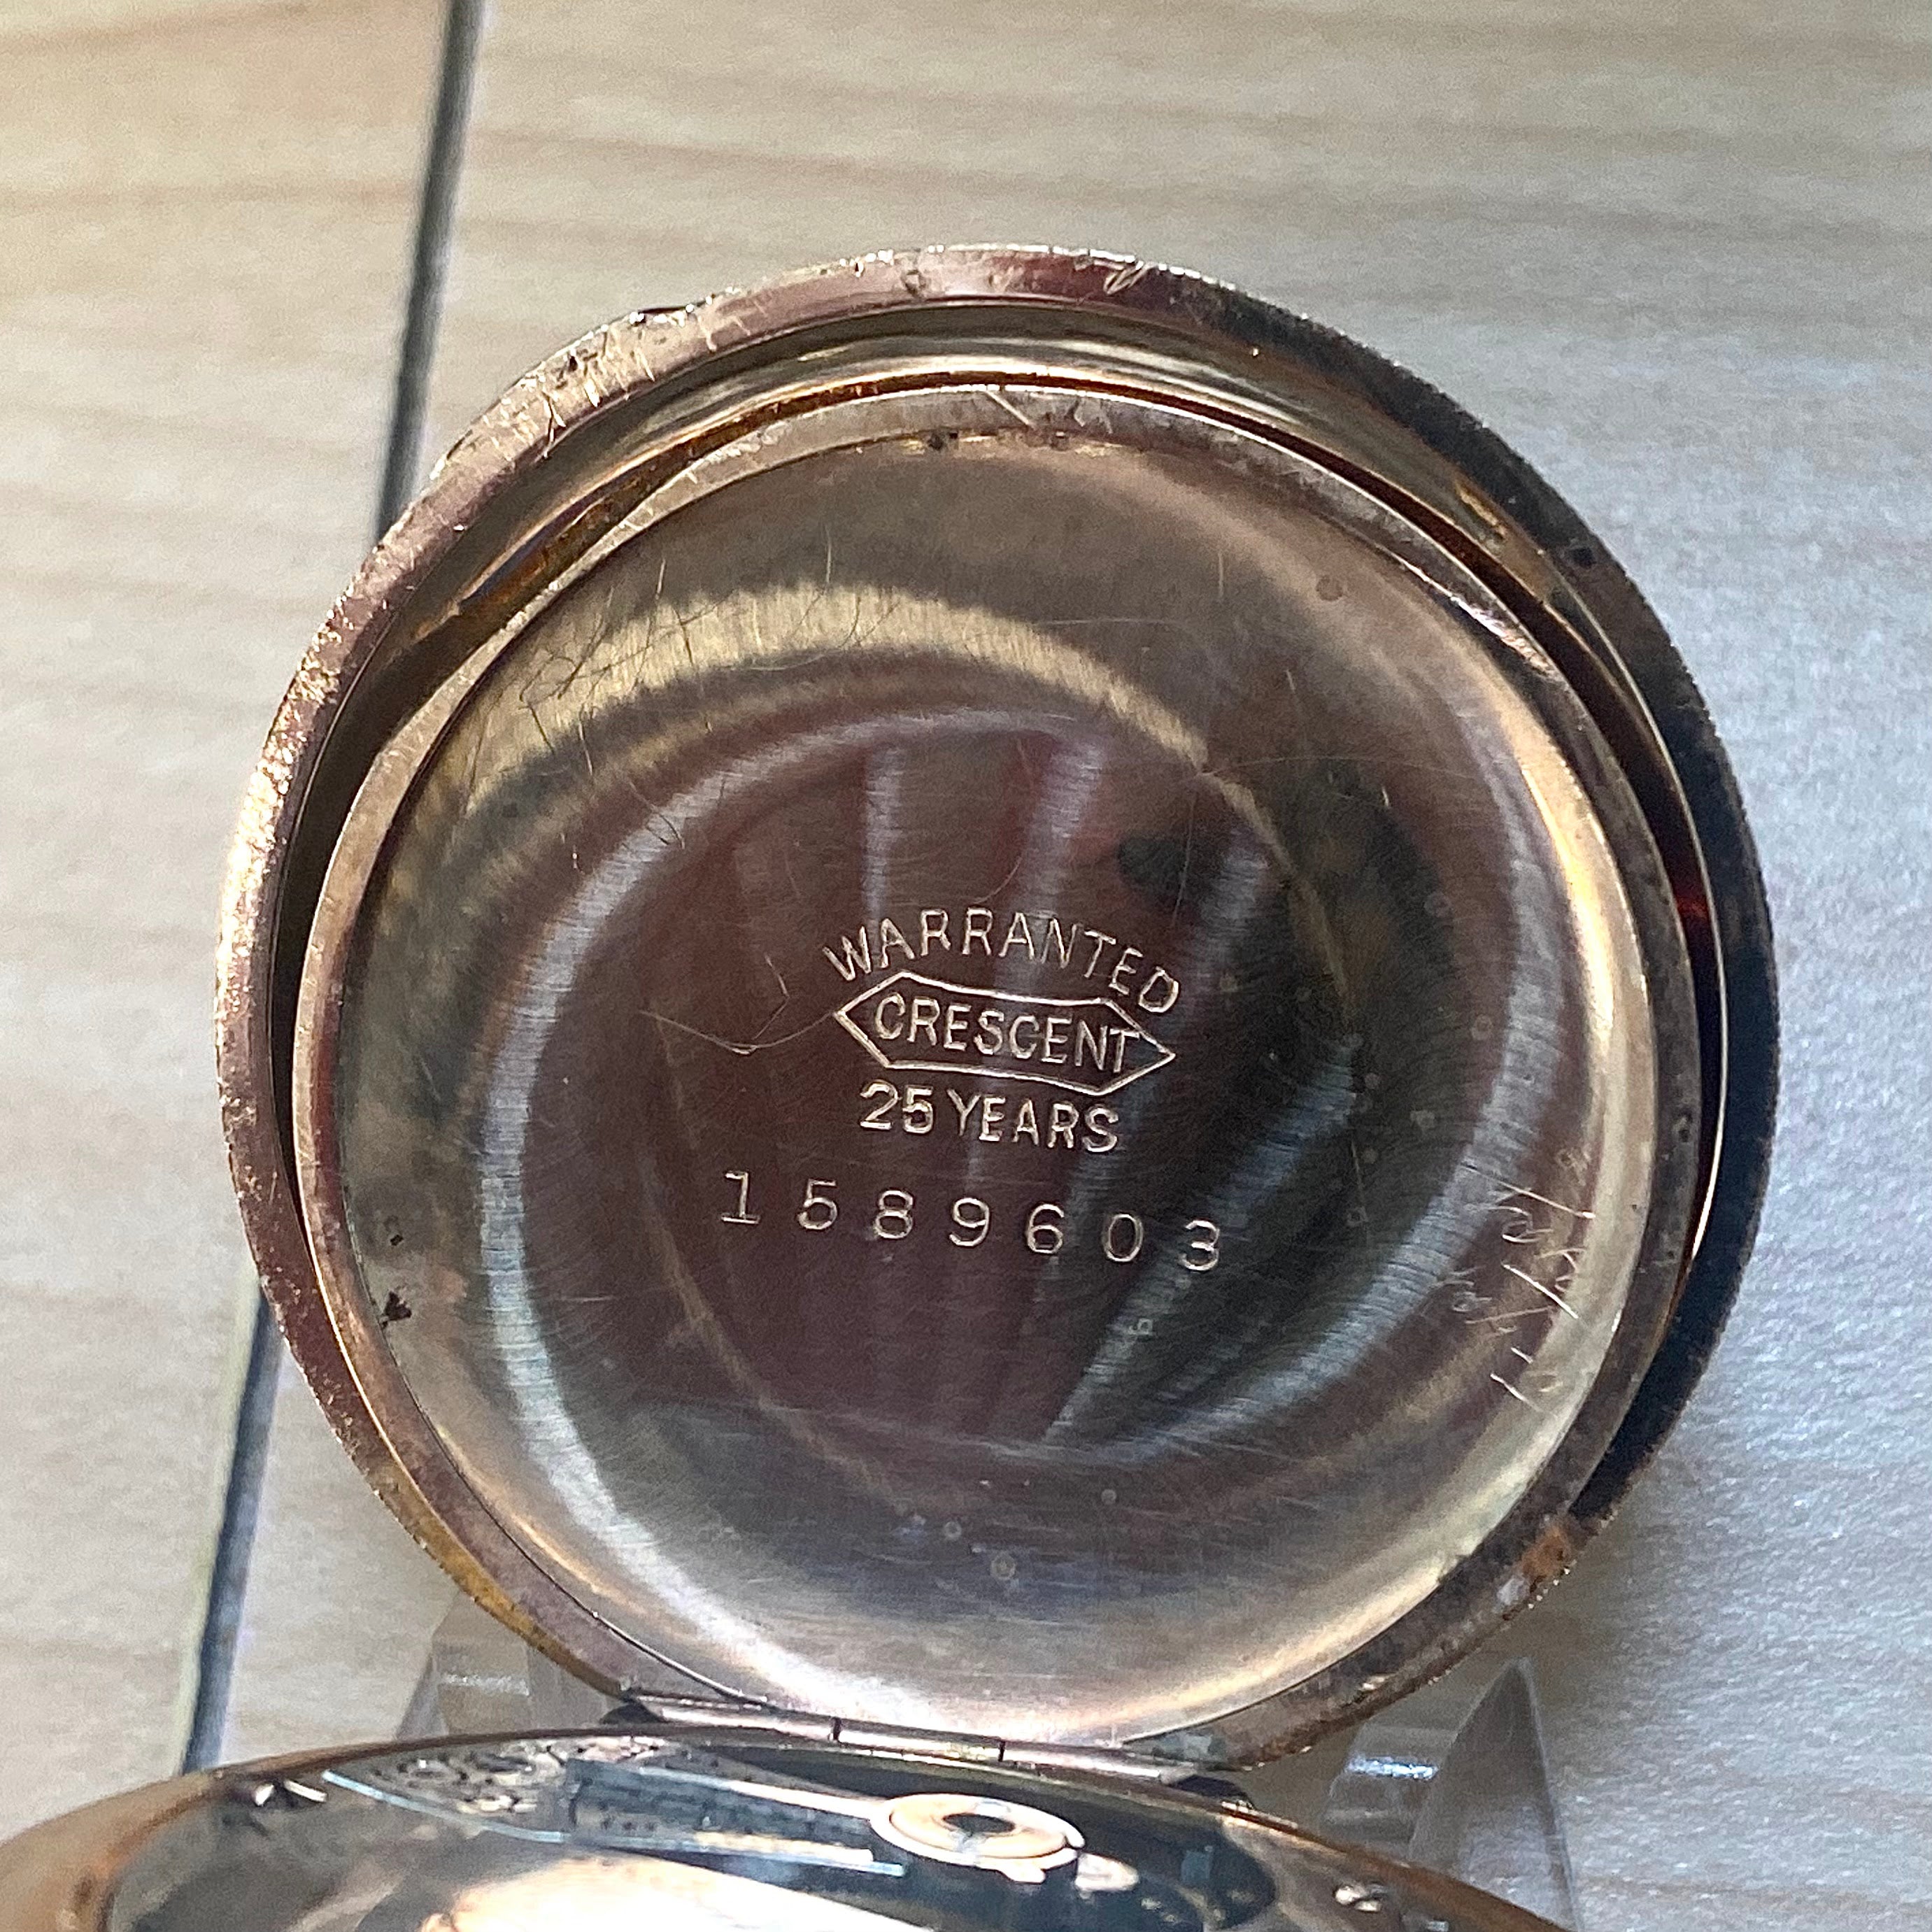 WARRANTED
CRESCENT
25 YEARS
1589603